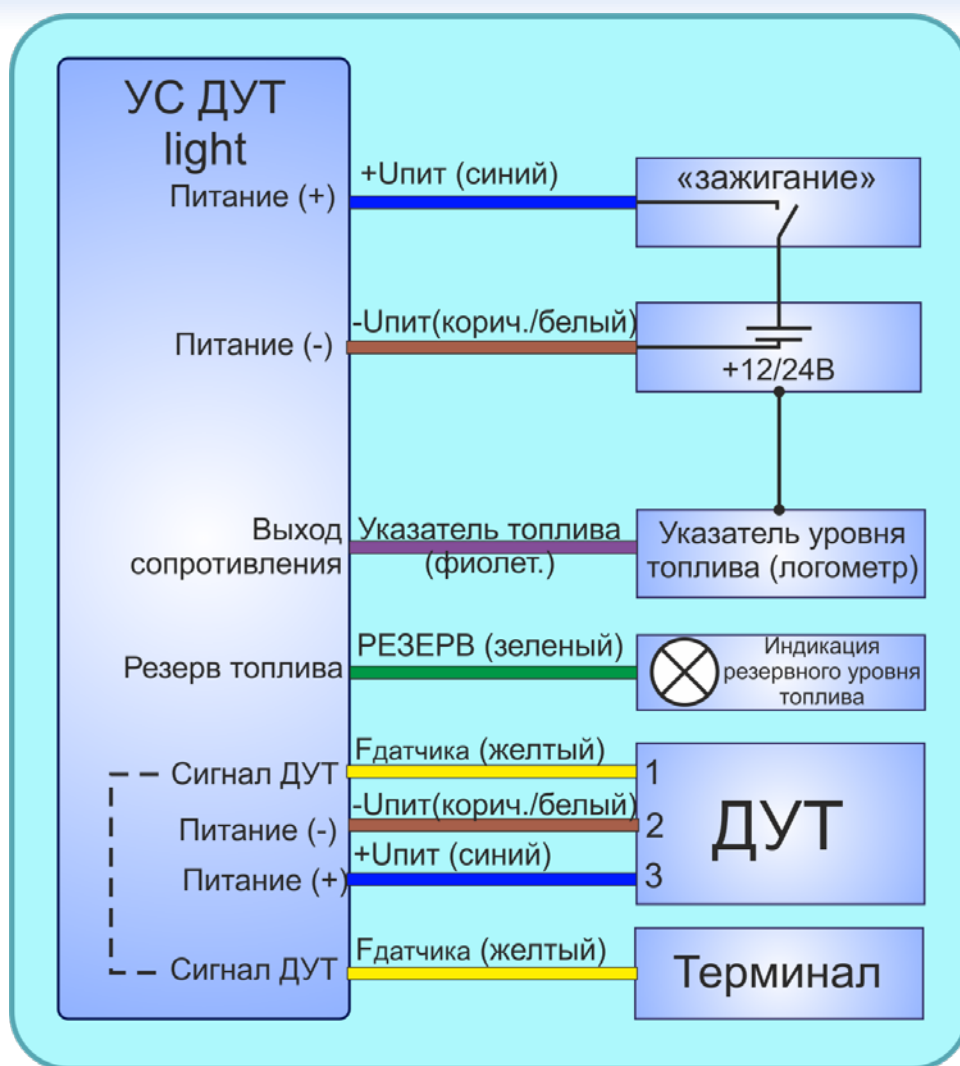 УС ДУТ
light
Питание (+)
+Uпит (синий)
«зажигание»
Питание (-)
-Uпит(корич./белый)
+12/24В
Выход
сопротивления
Указатель топлива
(фиолет.)
Указатель уровня
топлива (логометр)
Резерв топлива
РЕЗЕРВ (зеленый)
Индикация
резервного уровня
топлива
Сигнал ДУТ
Fдатчика (желтый)
1
Питание (-)
-Uпит(корич./белый)
2
Питание (+)
+Uпит (синий)
3
ДУТ
Сигнал ДУТ
Fдатчика (желтый)
Терминал